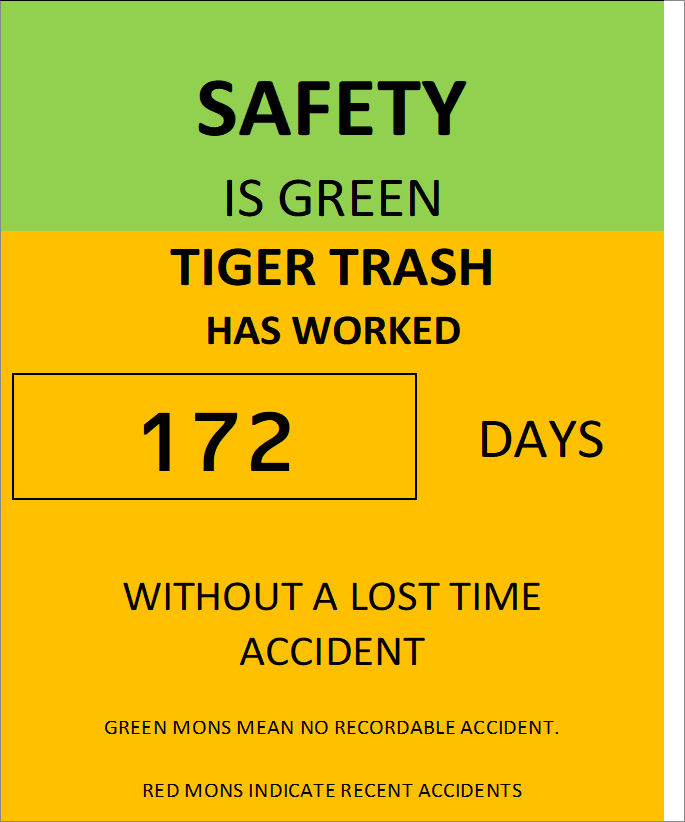 SAFETY
IS GREEN
TIGER TRASH
HAS WORKED
172 DAYS
WITHOUT A LOST TIME
ACCIDENT
GREEN MONS MEAN NO RECORDABLE ACCIDENT.
RED MONS INDICATE RECENT ACCIDENTS